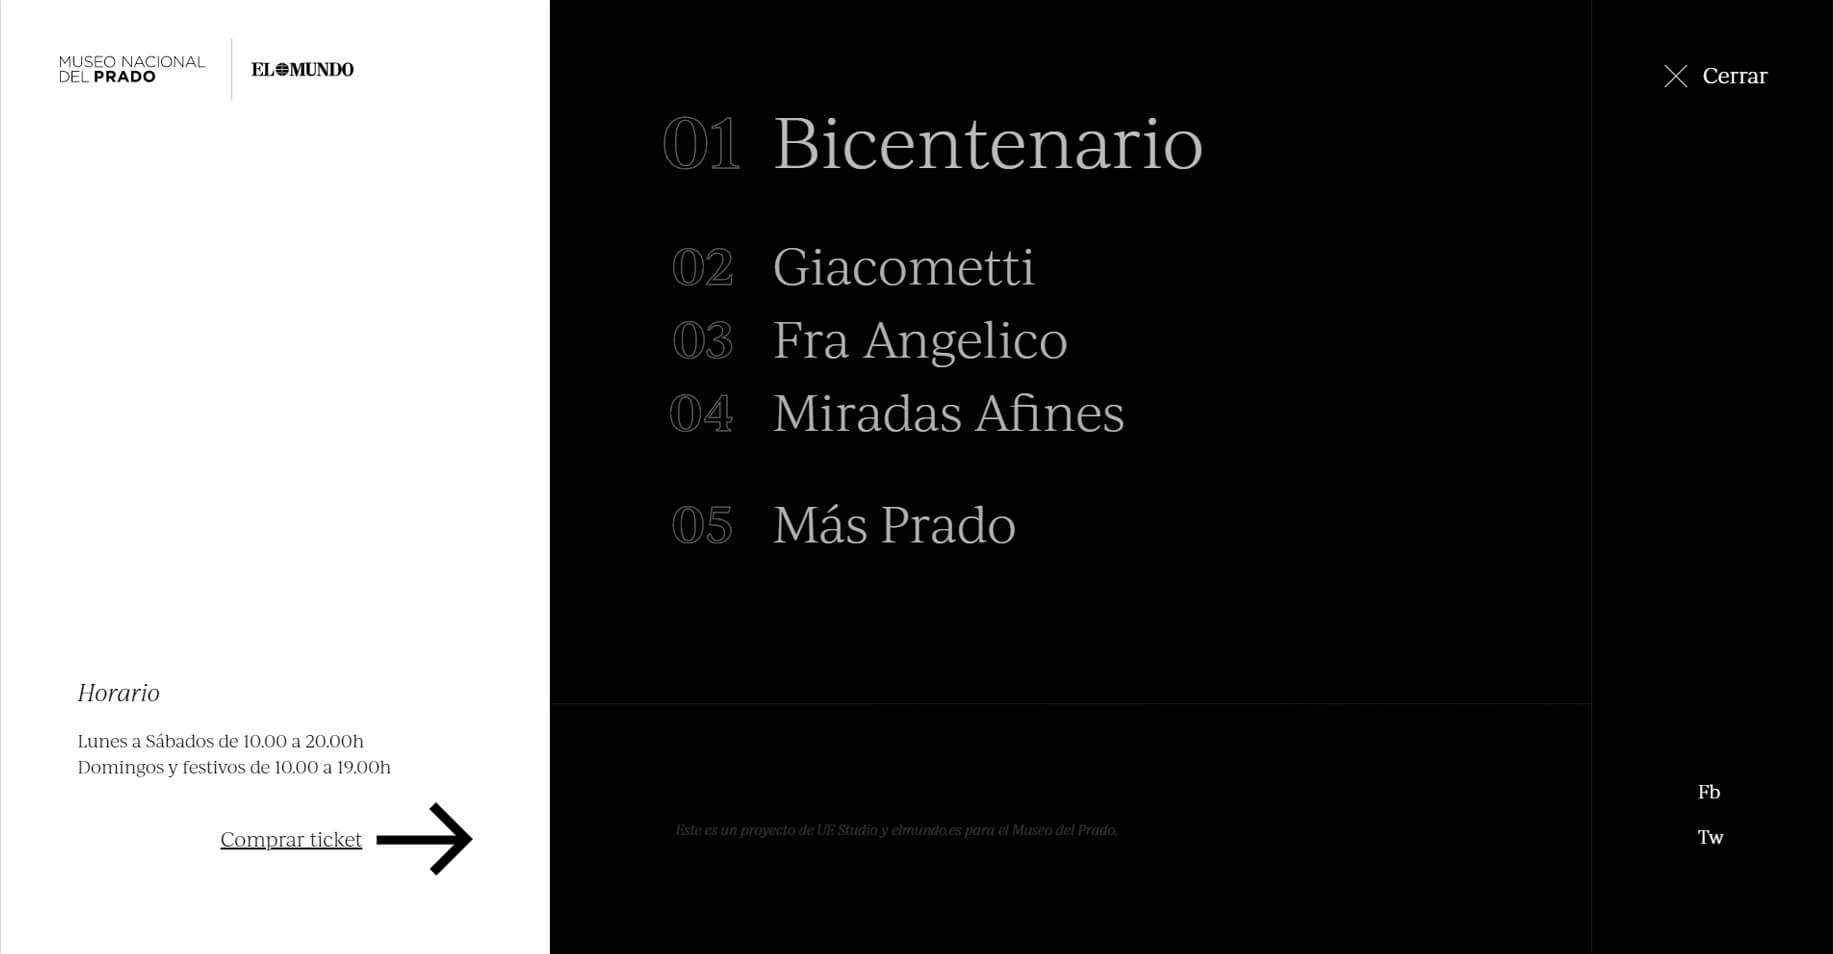 MUSEO NACIONAL
DEL PRADO
EL MUNDO
Cerrar
01 Bicentenario
02 Giacometti
03 Fra Angelico
04 Miradas Afines
05 Más Prado
Horario
Lunes a Sábados de 10.00 a 20.00h
Domingos y festivos de 10.00 a 19.00h
Comprar ticket
Este es un proyecto de UE Studio y elmundo.es para el Museo del Prado.
Fb
Tw